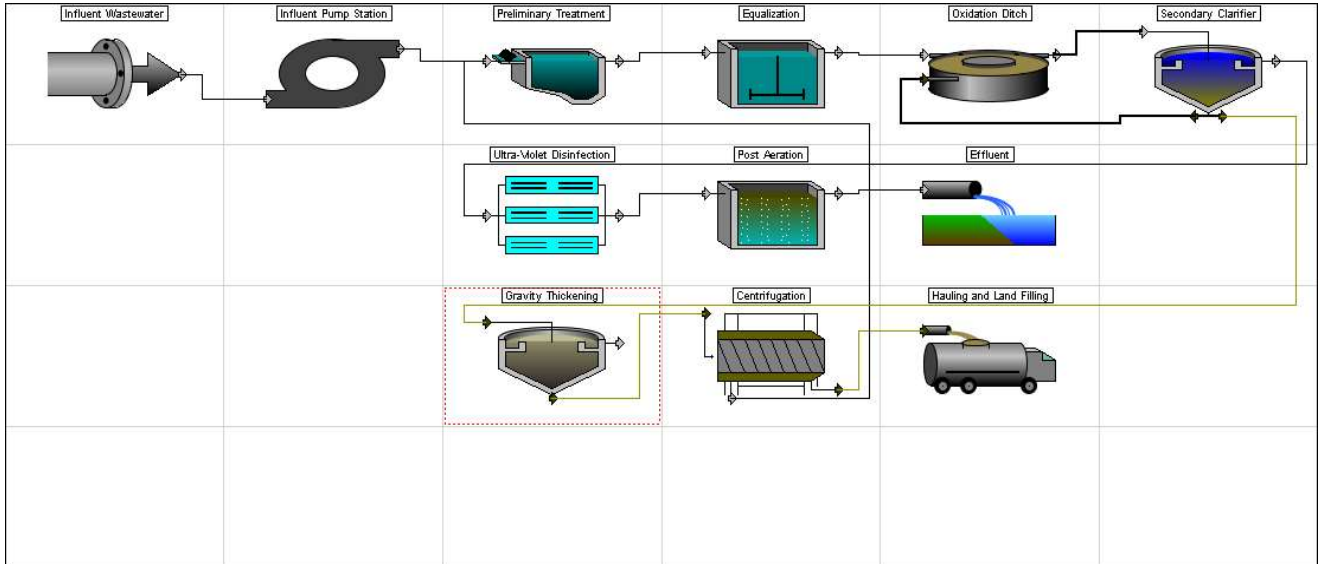 Influent Wastewater
Influent Pump Station
Preliminary Treatment
Equalization
Oxidation Ditch
Secondary Clarifier
Ultra-Violet Disinfection
Post Aeration
Effluent
Gravity Thickening
Centrifugation
Hauling and Land Filling